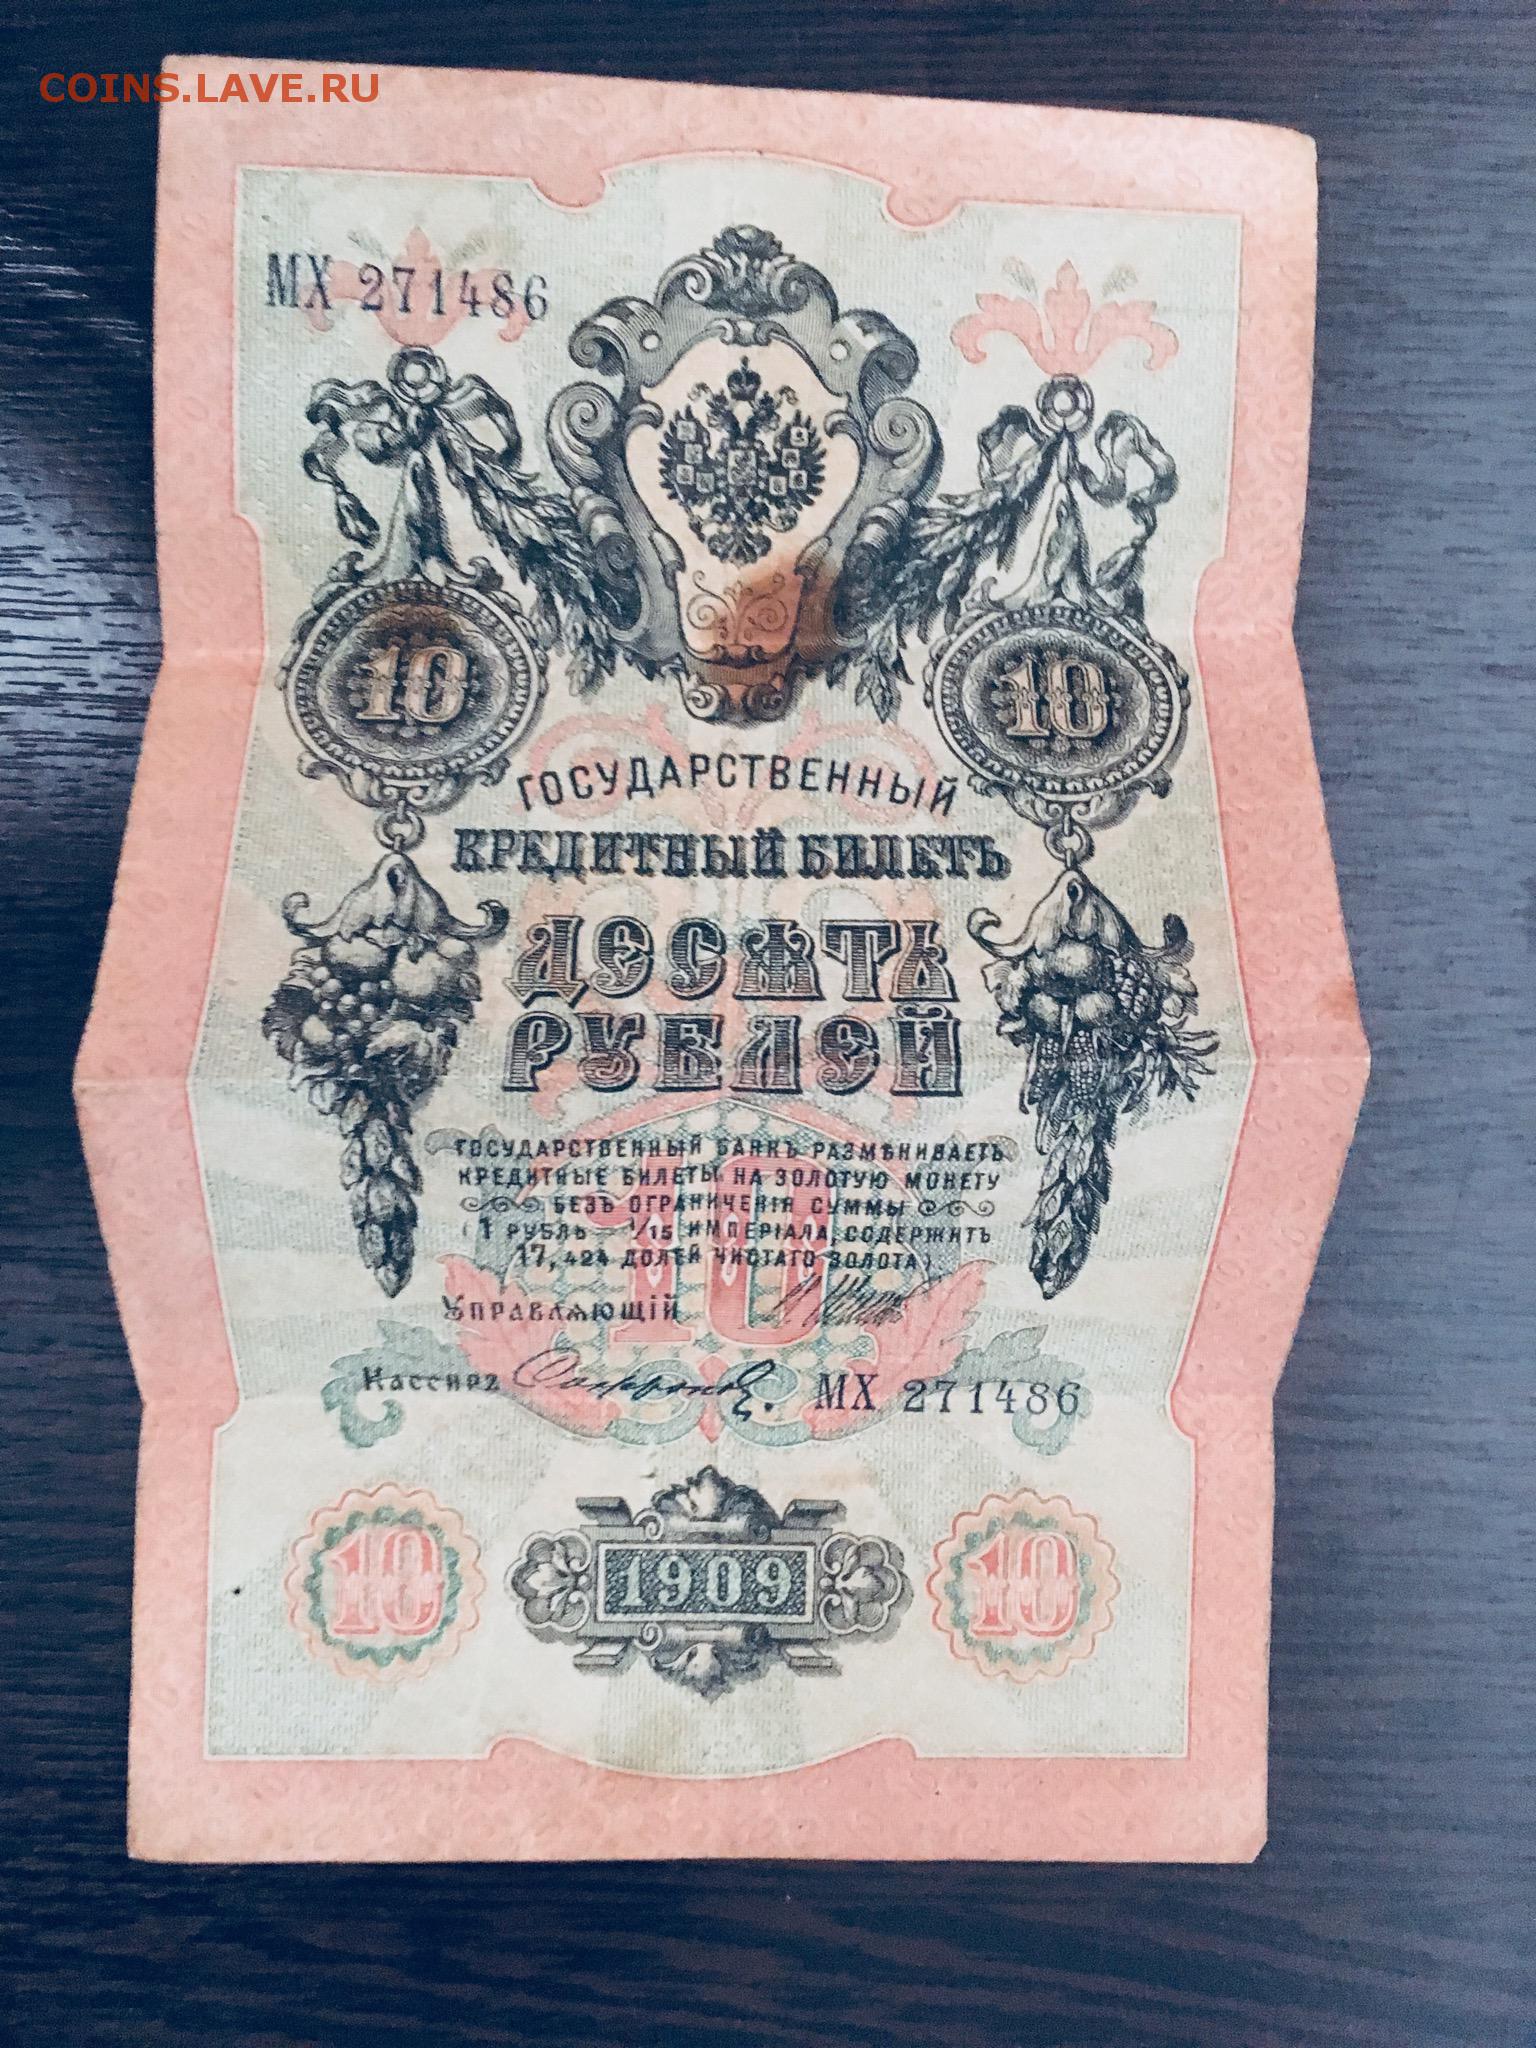 COINS.LAVE.RU
МХ 271486
10 10
ГОСУДАРСТВЕННЫЙ
КРЕДИТНЫЙ БИЛЕТЪ
ДЕСЯТЬ
РУБЛЕЙ
ГОСУДАРСТВЕННЫЙ БАНКЪ РАЗМѢНИВАЕТЪ
КРЕДИТНЫЕ БИЛЕТЫ НА ЗОЛОТУЮ МОНЕТУ
БЕЗЪ ОГРАНИЧЕНІЯ СУММЫ
(1 РУБЛЬ = 1/15 ИМПЕРІАЛА, СОДЕРЖИТЪ
17,424 ДОЛЕЙ ЧИСТАГО ЗОЛОТА)
10
Управляющій
Кассиръ
МХ 271486
10 1909 10